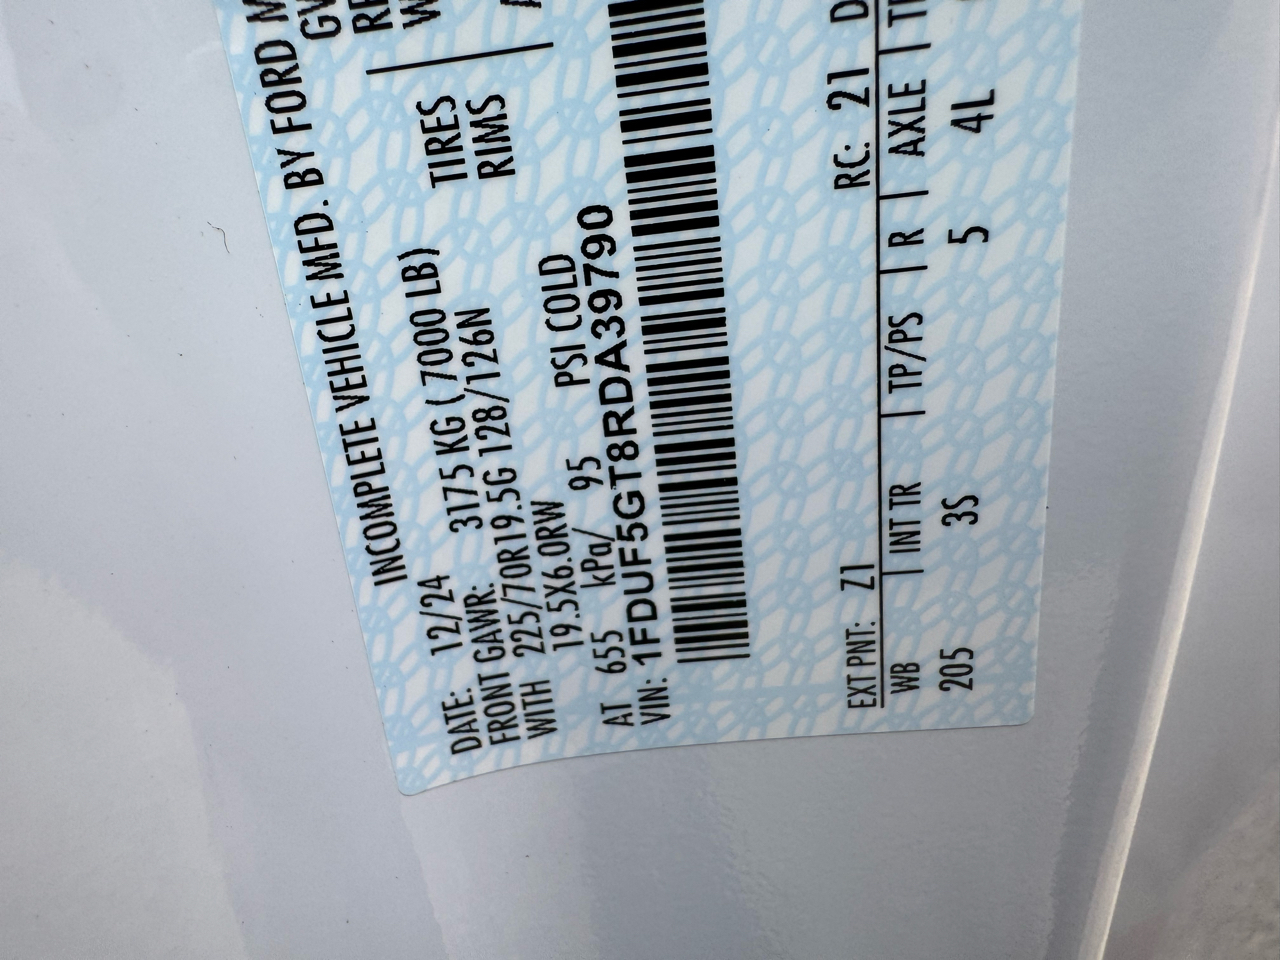 INCOMPLETE VEHICLE MFD. BY FORD
DATE: 12/24
FRONT GAWR: 3175 KG ( 7000 LB)
WITH 225/70R19.5G 128/126N TIRES
19.5X6.0RW RIMS
AT 655 kPa/ 95 PSI COLD
VIN: 1FDUF5GT8RDA39790
EXT PNT: Z1 RC: 21
WB | INT TR | TP/PS | R | AXLE |
205 3S 5 4L